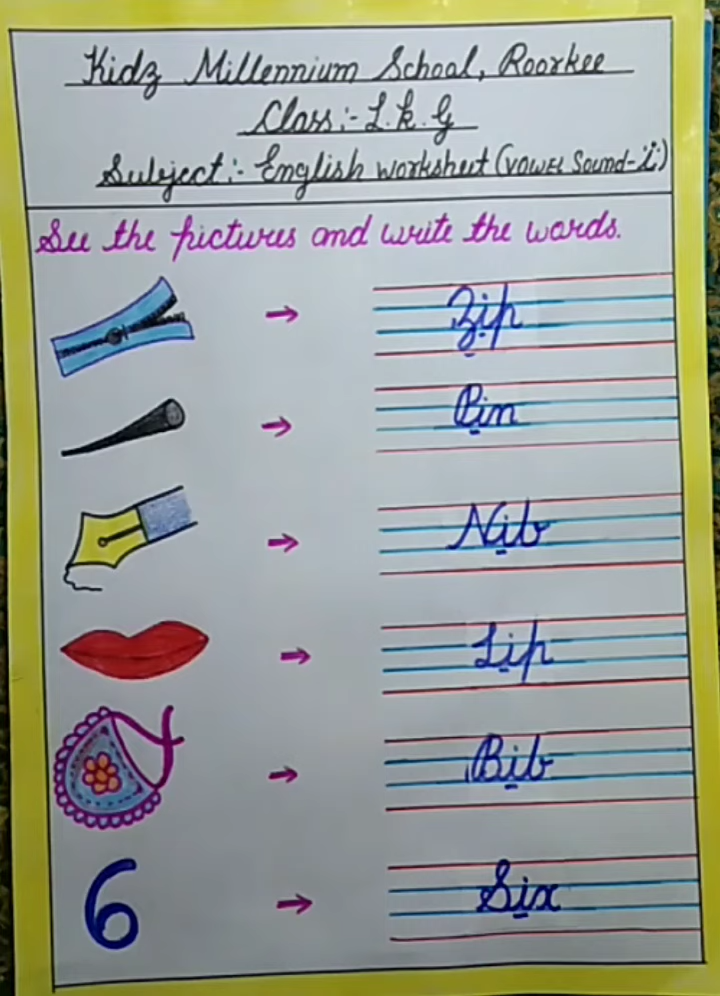 Kidz Millennium School, Roorkee
Class:- L.K.G
Subject:- English worksheet (VOWEL Sound-"i")
See the pictures and write the words.
→ Zip
→ Pin
→ Nib
→ Lip
→ Bib
6 → Six